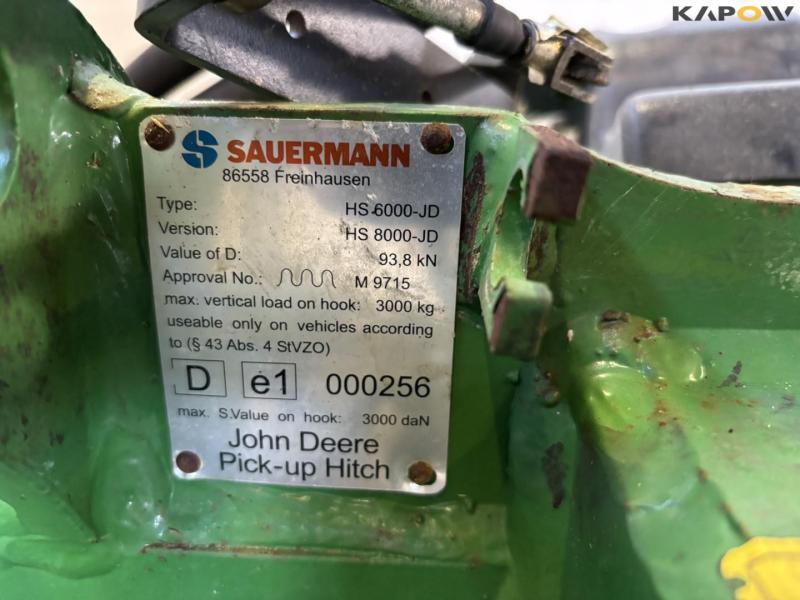 KAPOW
SAUERMANN
86558 Freinhausen
Type: HS 6000-JD
Version: HS 8000-JD
Value of D: 93,8 kN
Approval No.: M 9715
max. vertical load on hook: 3000 kg
useable only on vehicles according
to (§ 43 Abs. 4 StVZO)
D e1 000256
max. S.Value on hook: 3000 daN
John Deere
Pick-up Hitch